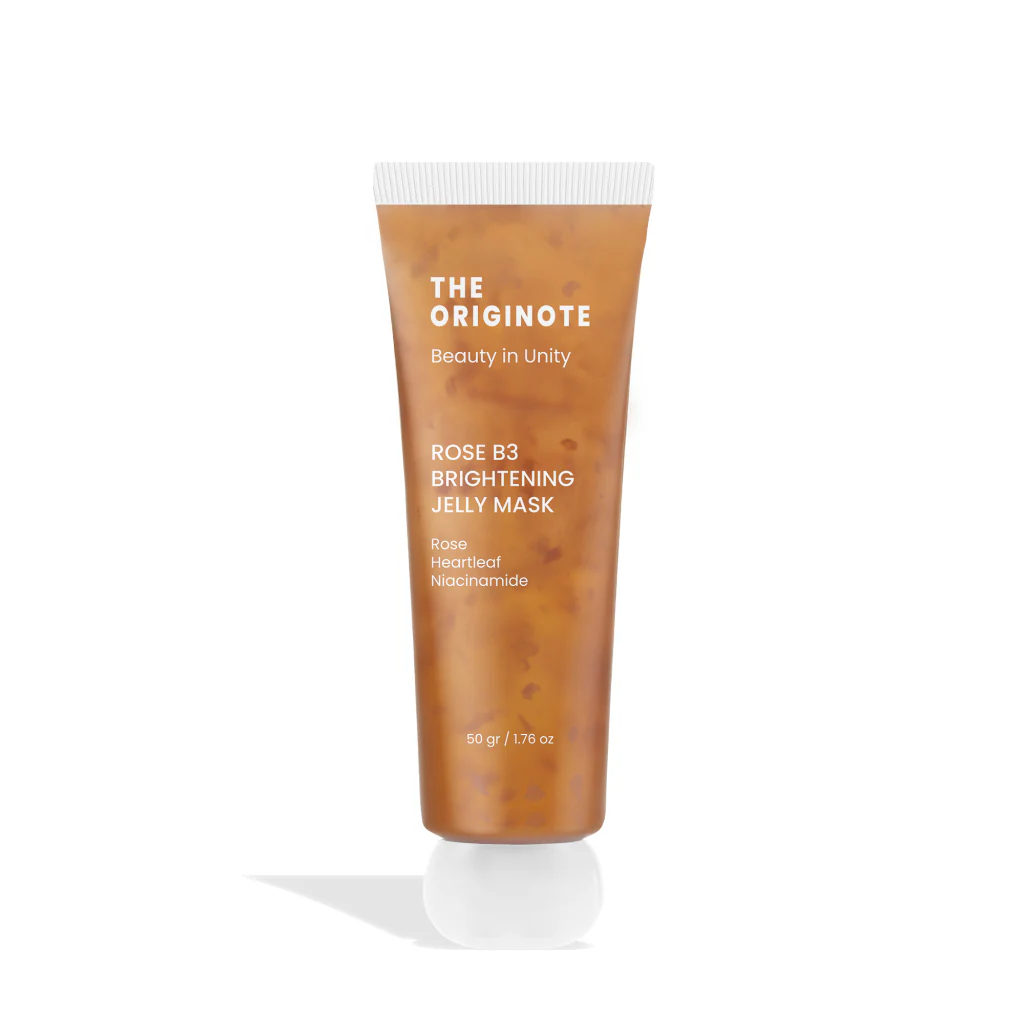 THE
ORIGINOTE
Beauty in Unity
ROSE B3
BRIGHTENING
JELLY MASK
Rose
Heartleaf
Niacinamide
50 gr / 1.76 oz